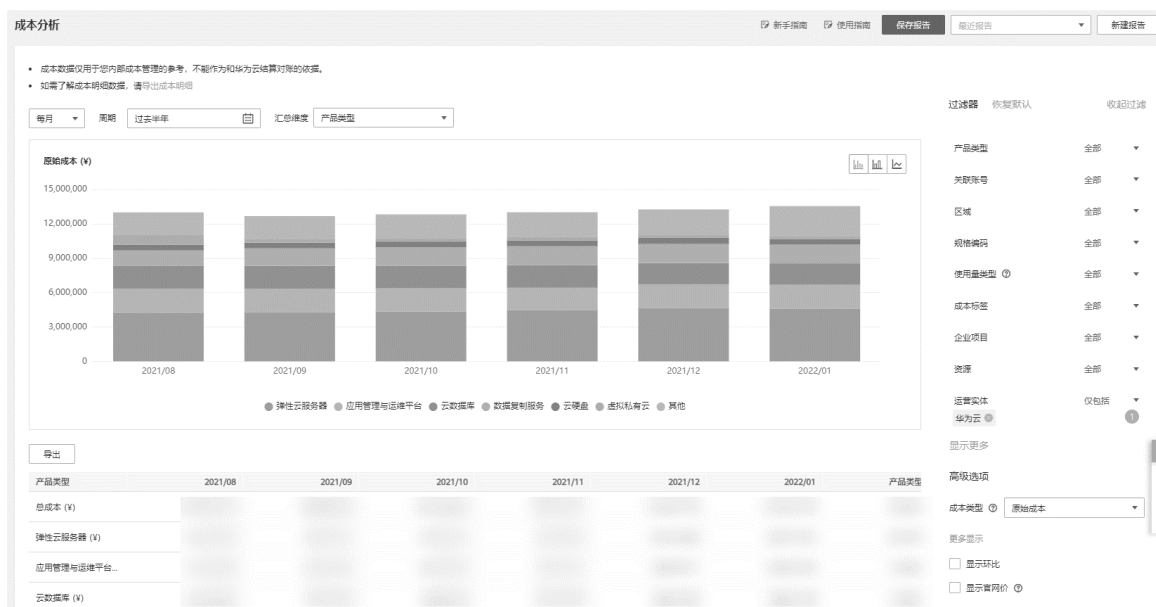 成本分析
新手指南 使用指南 保存报告 最近报告 新建报告
• 成本数据仅用于您内部成本管理的参考，不能作为和华为云结算对账的依据。
• 如需了解成本明细数据，请导出成本明细
每月 周期 过去半年 汇总维度 产品类型
原始成本 (¥)
15,000,000
12,000,000
9,000,000
6,000,000
3,000,000
0
2021/08 2021/09 2021/10 2021/11 2021/12 2022/01
弹性云服务器 应用管理与运维平台 云数据库 数据复制服务 云硬盘 虚拟私有云 其他
导出
产品类型 2021/08 2021/09 2021/10 2021/11 2021/12 2022/01 产品类型
总成本 (¥)
弹性云服务器 (¥)
应用管理与运维平台...
云数据库 (¥)
过滤器 恢复默认 收起过滤
产品类型 全部
关联账号 全部
区域 全部
规格编码 全部
使用量类型 全部
成本标签 全部
企业项目 全部
资源 全部
运营实体 仅包括
华为云 1
显示更多
高级选项
成本类型 原始成本
更多显示
显示环比
显示官网价